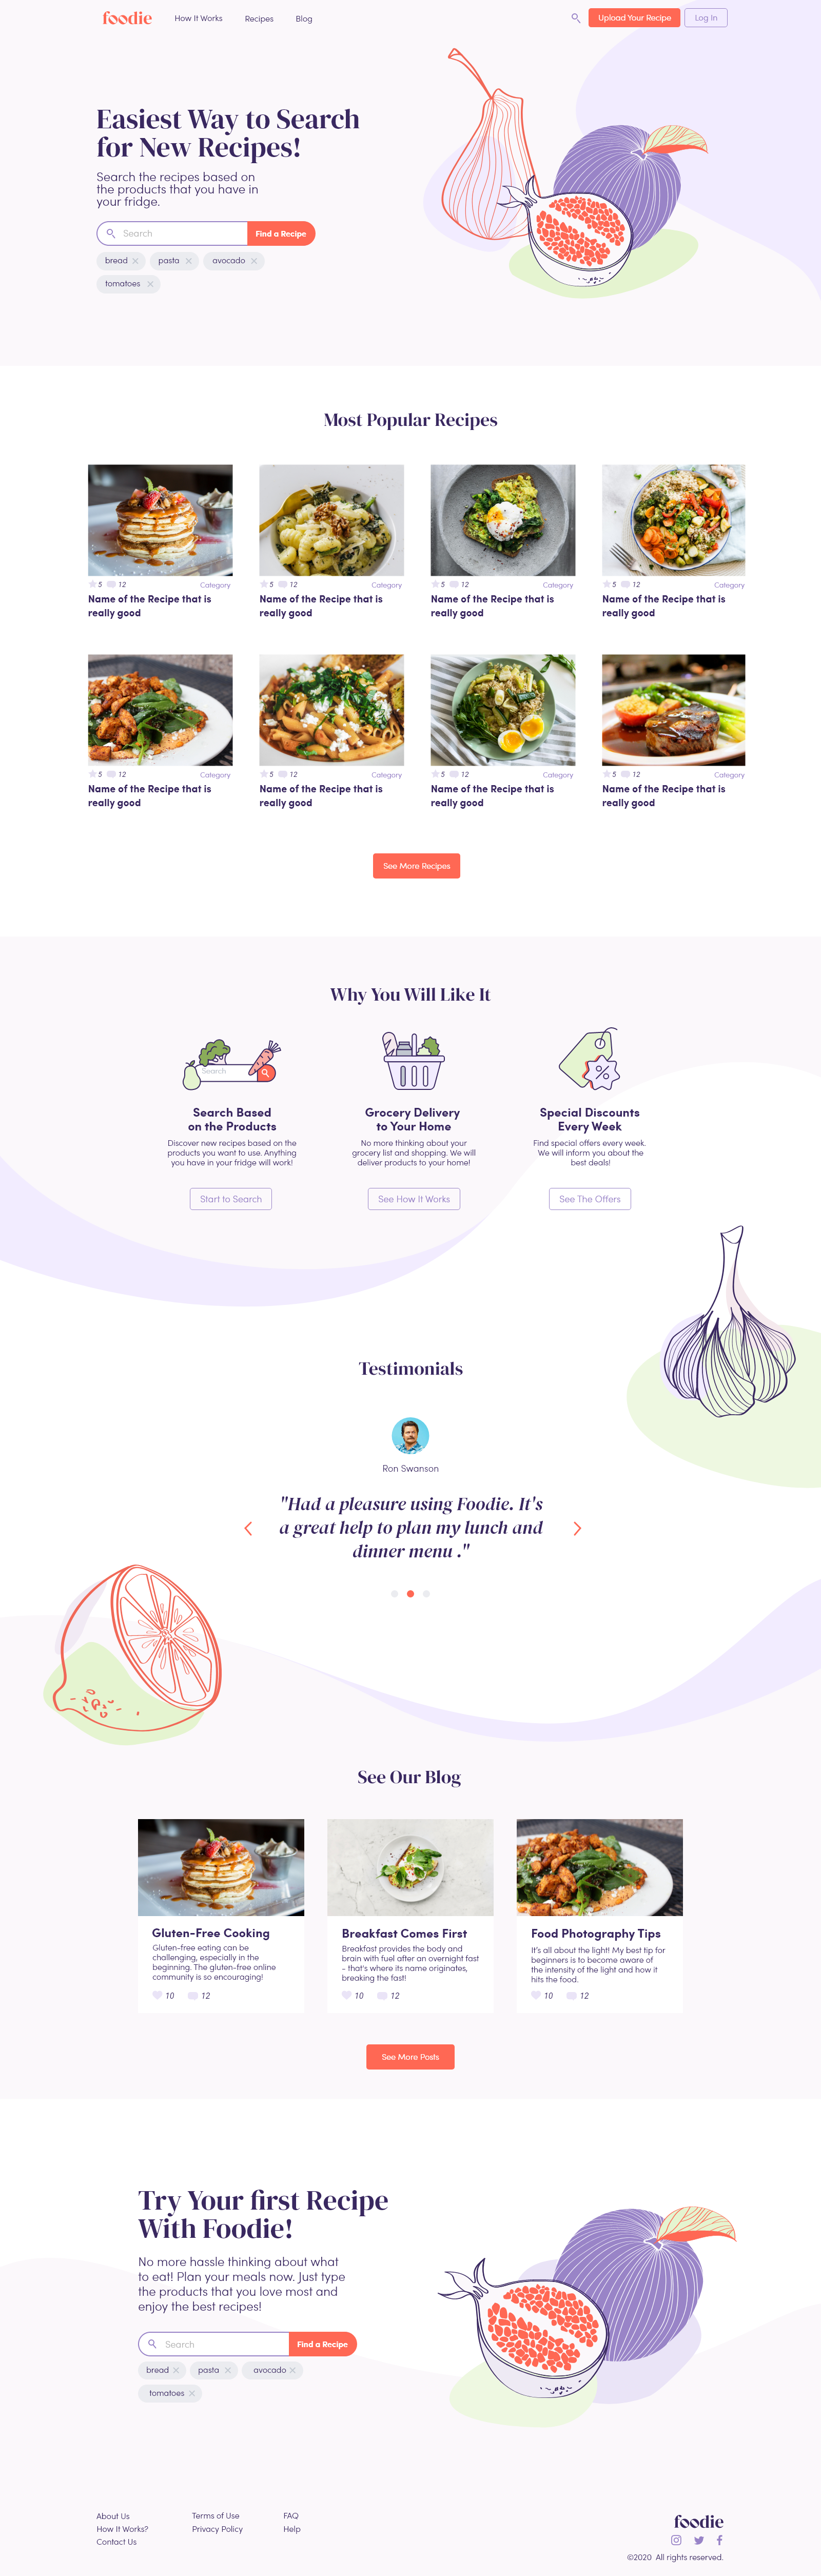 foodie
How It Works
Recipes
Blog
Upload Your Recipe
Log In
Easiest Way to Search
for New Recipes!
Search the recipes based on
the products that you have in
your fridge.
Search
Find a Recipe
bread
pasta
avocado
tomatoes
Most Popular Recipes
5 12 Category
Name of the Recipe that is
really good
5 12 Category
Name of the Recipe that is
really good
5 12 Category
Name of the Recipe that is
really good
5 12 Category
Name of the Recipe that is
really good
5 12 Category
Name of the Recipe that is
really good
5 12 Category
Name of the Recipe that is
really good
5 12 Category
Name of the Recipe that is
really good
5 12 Category
Name of the Recipe that is
really good
See More Recipes
Why You Will Like It
Search
Search Based
on the Products
Discover new recipes based on the
products you want to use. Anything
you have in your fridge will work!
Start to Search
Grocery Delivery
to Your Home
No more thinking about your
grocery list and shopping. We will
deliver products to your home!
See How It Works
%
Special Discounts
Every Week
Find special offers every week.
We will inform you about the
best deals!
See The Offers
Testimonials
Ron Swanson
"Had a pleasure using Foodie. It's
a great help to plan my lunch and
dinner menu ."
See Our Blog
Gluten-Free Cooking
Gluten-free eating can be
challenging, especially in the
beginning. The gluten-free online
community is so encouraging!
10 12
Breakfast Comes First
Breakfast provides the body and
brain with fuel after an overnight fast
- that's where its name originates,
breaking the fast!
10 12
Food Photography Tips
It's all about the light! My best tip for
beginners is to become aware of
the intensity of the light and how it
hits the food.
10 12
See More Posts
Try Your first Recipe
With Foodie!
No more hassle thinking about what
to eat! Plan your meals now. Just type
the products that you love most and
enjoy the best recipes!
Search
Find a Recipe
bread
pasta
avocado
tomatoes
About Us
How It Works?
Contact Us
Terms of Use
Privacy Policy
FAQ
Help
foodie
©2020 All rights reserved.